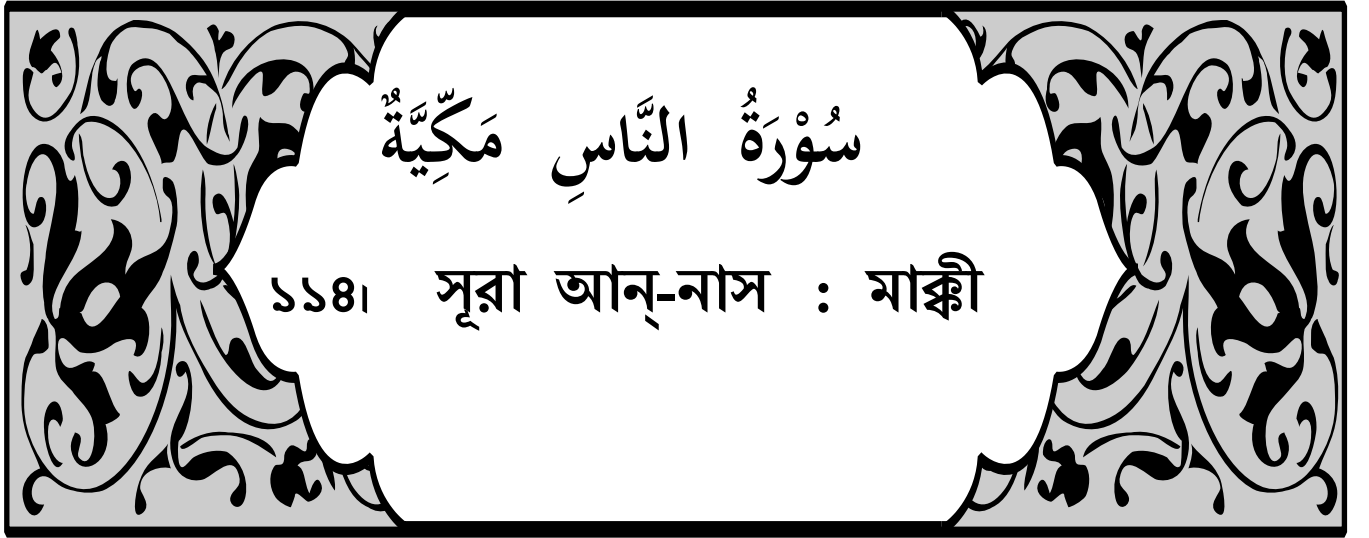 سُوْرَةُ النَّاسِ مَكِّيَّةٌ
১১৪। সূরা আন্-নাস : মাক্কী